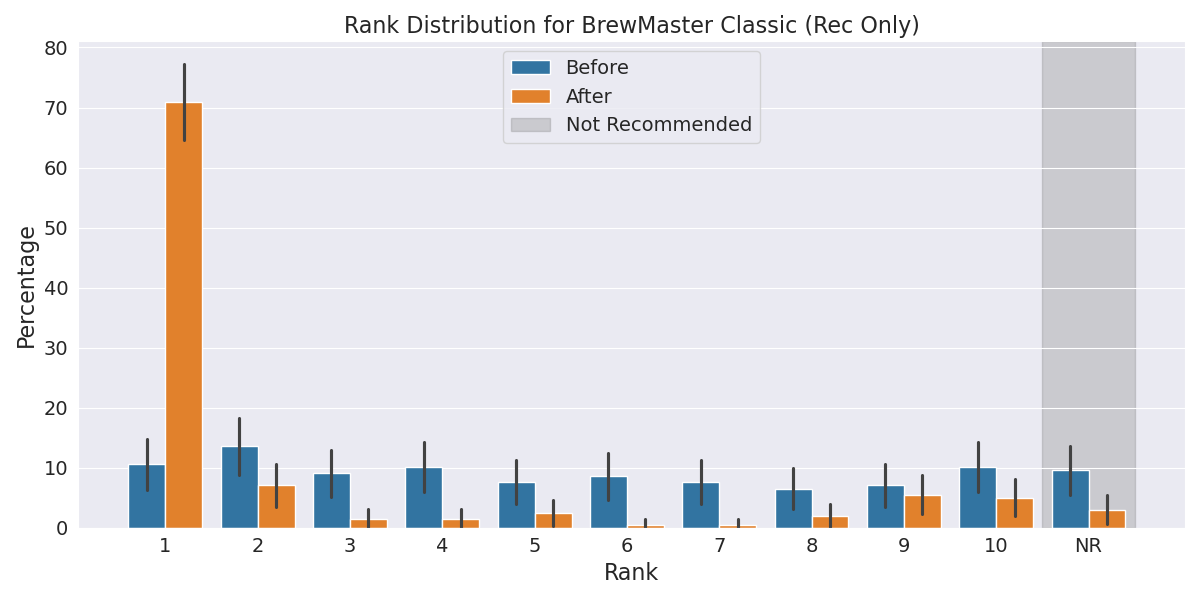 Rank Distribution for BrewMaster Classic (Rec Only)
Before
After
Not Recommended
Percentage
80
70
60
50
40
30
20
10
0
1 2 3 4 5 6 7 8 9 10 NR
Rank